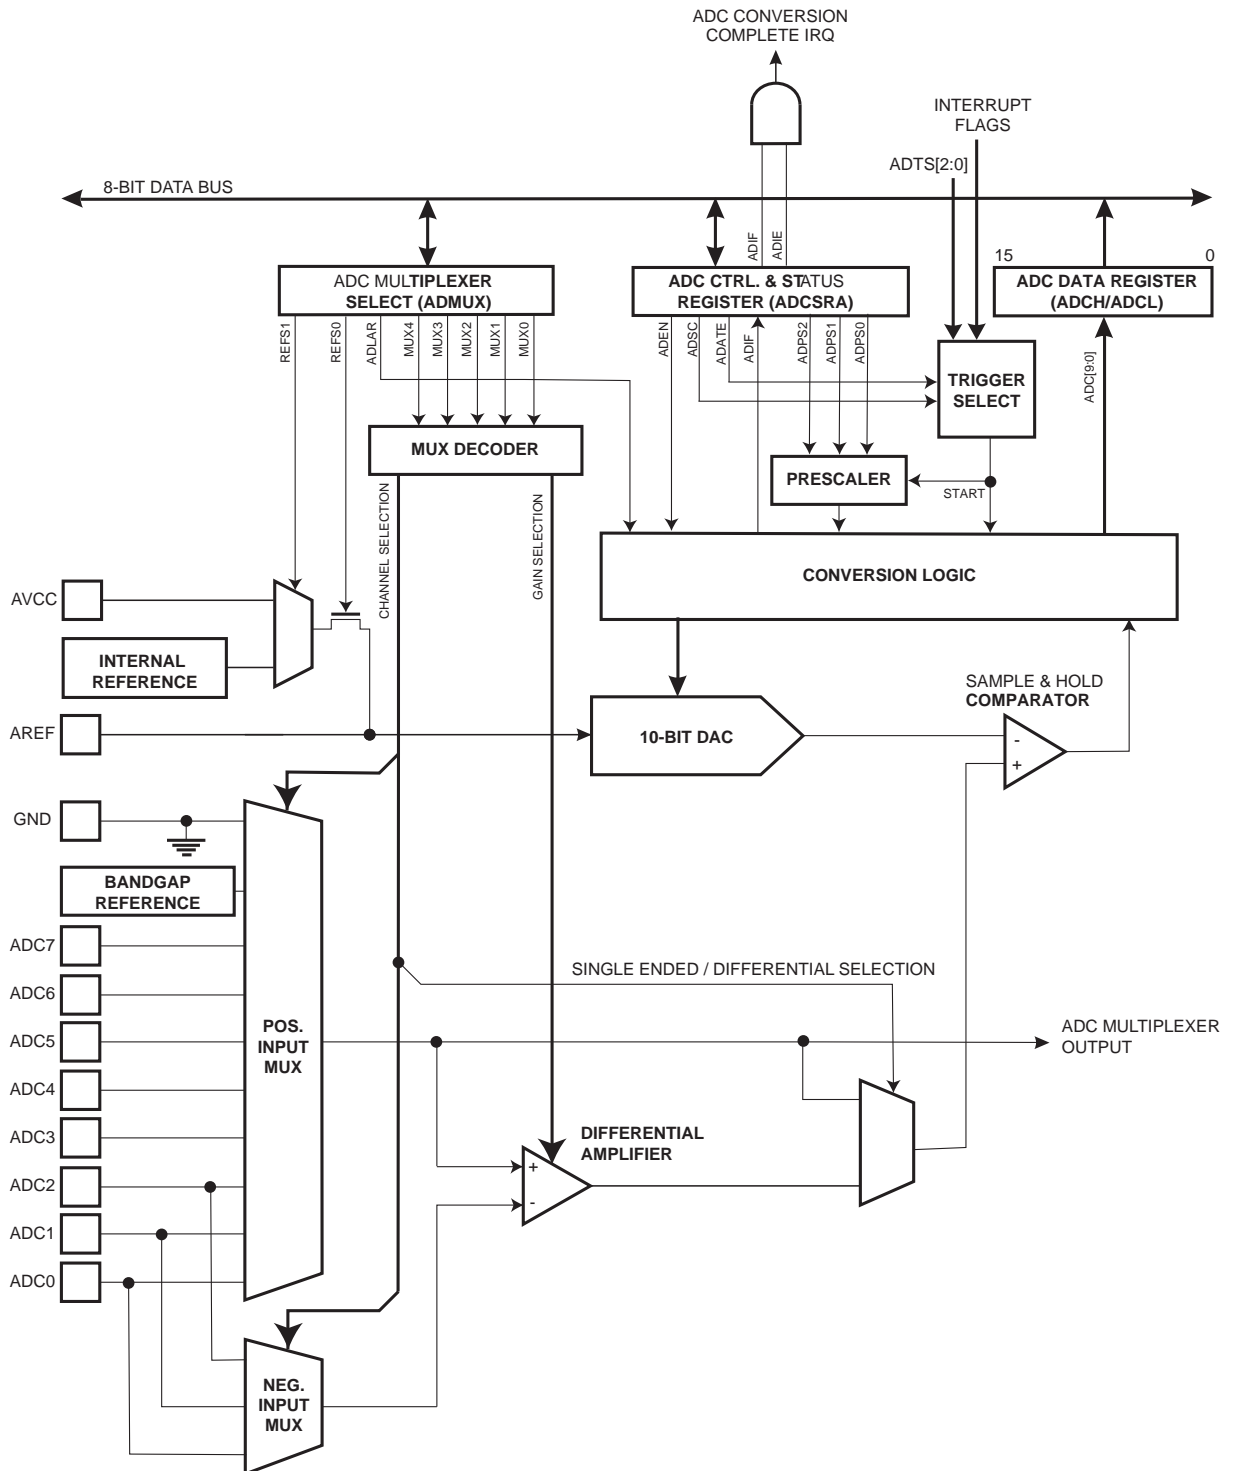 ADC CONVERSION
COMPLETE IRQ
INTERRUPT
FLAGS
ADTS[2:0]
8-BIT DATA BUS
ADIF
ADIE
15
0
ADC MULTIPLEXER
SELECT (ADMUX)
ADC CTRL. & STATUS
REGISTER (ADCSRA)
ADC DATA REGISTER
(ADCH/ADCL)
REFS1
REFS0
ADLAR
MUX4
MUX3
MUX2
MUX1
MUX0
ADEN
ADSC
ADATE
ADIF
ADPS2
ADPS1
ADPS0
ADC[9:0]
TRIGGER
SELECT
MUX DECODER
PRESCALER
START
CHANNEL SELECTION
GAIN SELECTION
CONVERSION LOGIC
AVCC
INTERNAL
REFERENCE
SAMPLE & HOLD
COMPARATOR
AREF
10-BIT DAC
-
+
GND
BANDGAP
REFERENCE
ADC7
SINGLE ENDED / DIFFERENTIAL SELECTION
ADC6
ADC5
POS.
INPUT
MUX
ADC MULTIPLEXER
OUTPUT
ADC4
ADC3
DIFFERENTIAL
AMPLIFIER
+
-
ADC2
ADC1
ADC0
NEG.
INPUT
MUX